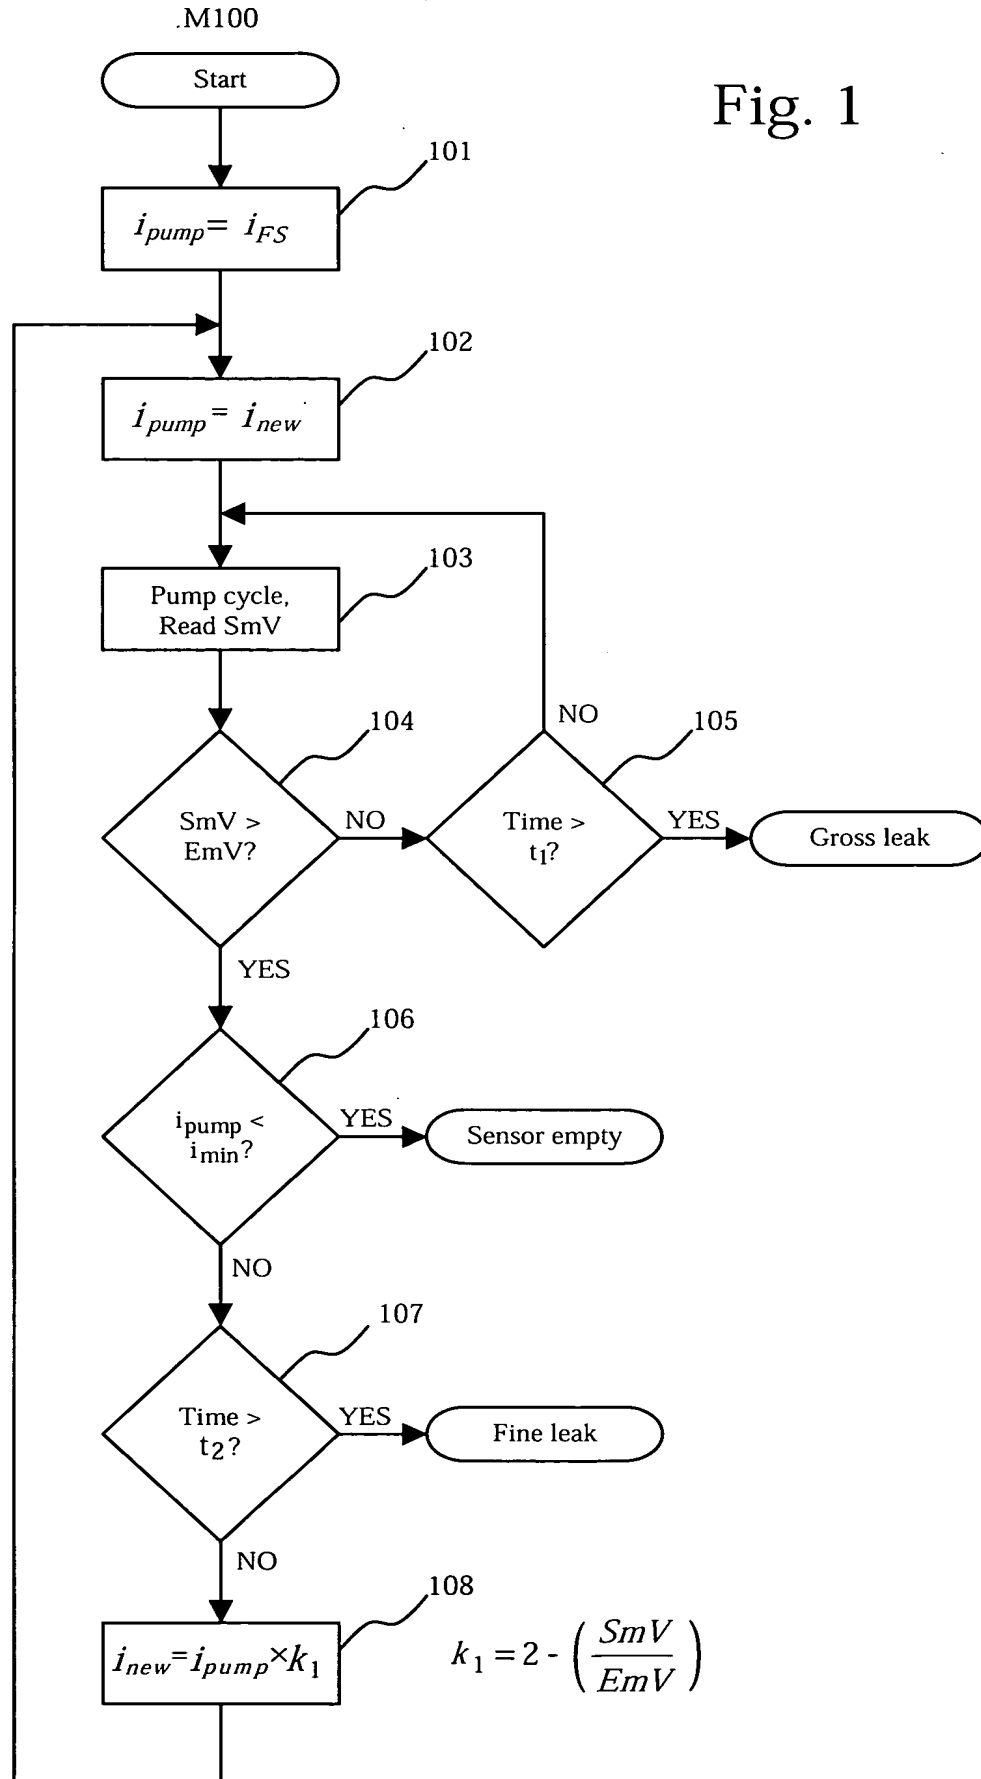 .M100
Start
Fig. 1
101
i_pump = i_FS
102
i_pump = i_new
103
Pump cycle,
Read SmV
104
NO
105
SmV >
EmV?
NO
Time >
t1?
YES
Gross leak
YES
106
i_pump <
i_min?
YES
Sensor empty
NO
107
Time >
t2?
YES
Fine leak
NO
108
i_new = i_pump × k_1
k_1 = 2 - (SmV / EmV)